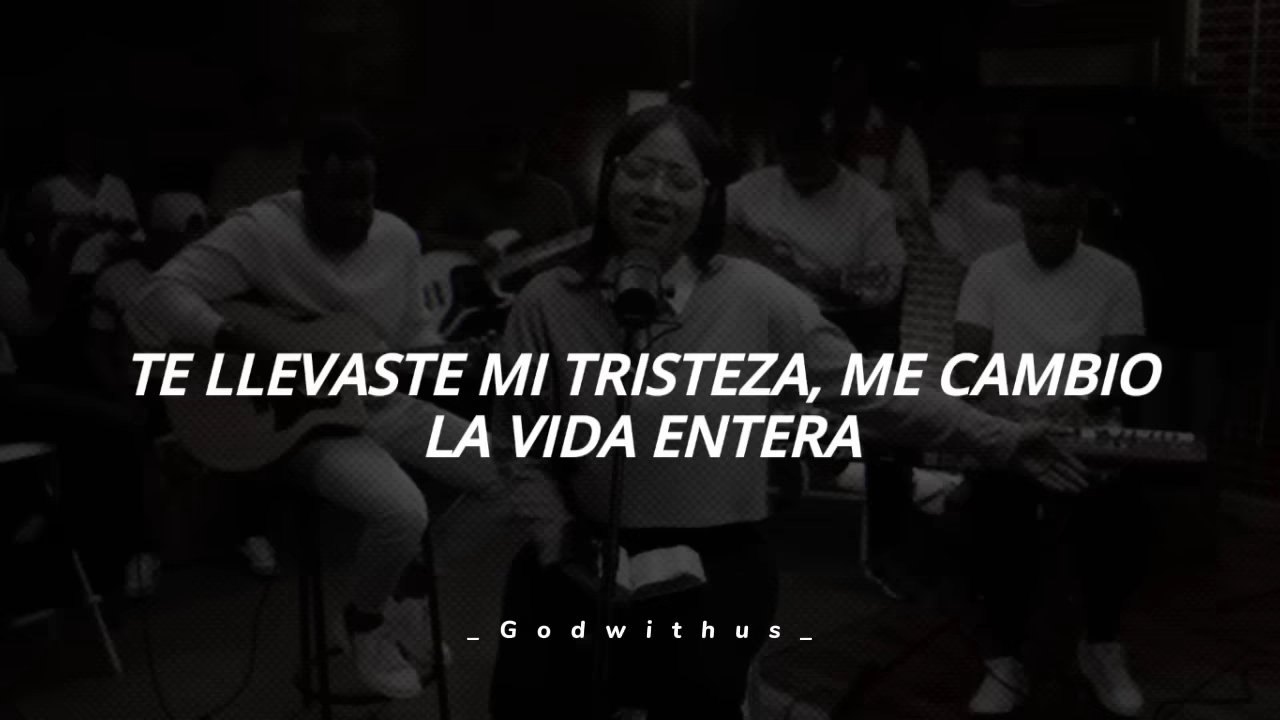 TE LLEVASTE MI TRISTEZA, ME CAMBIO
LA VIDA ENTERA
_ G o d w i t h u s _